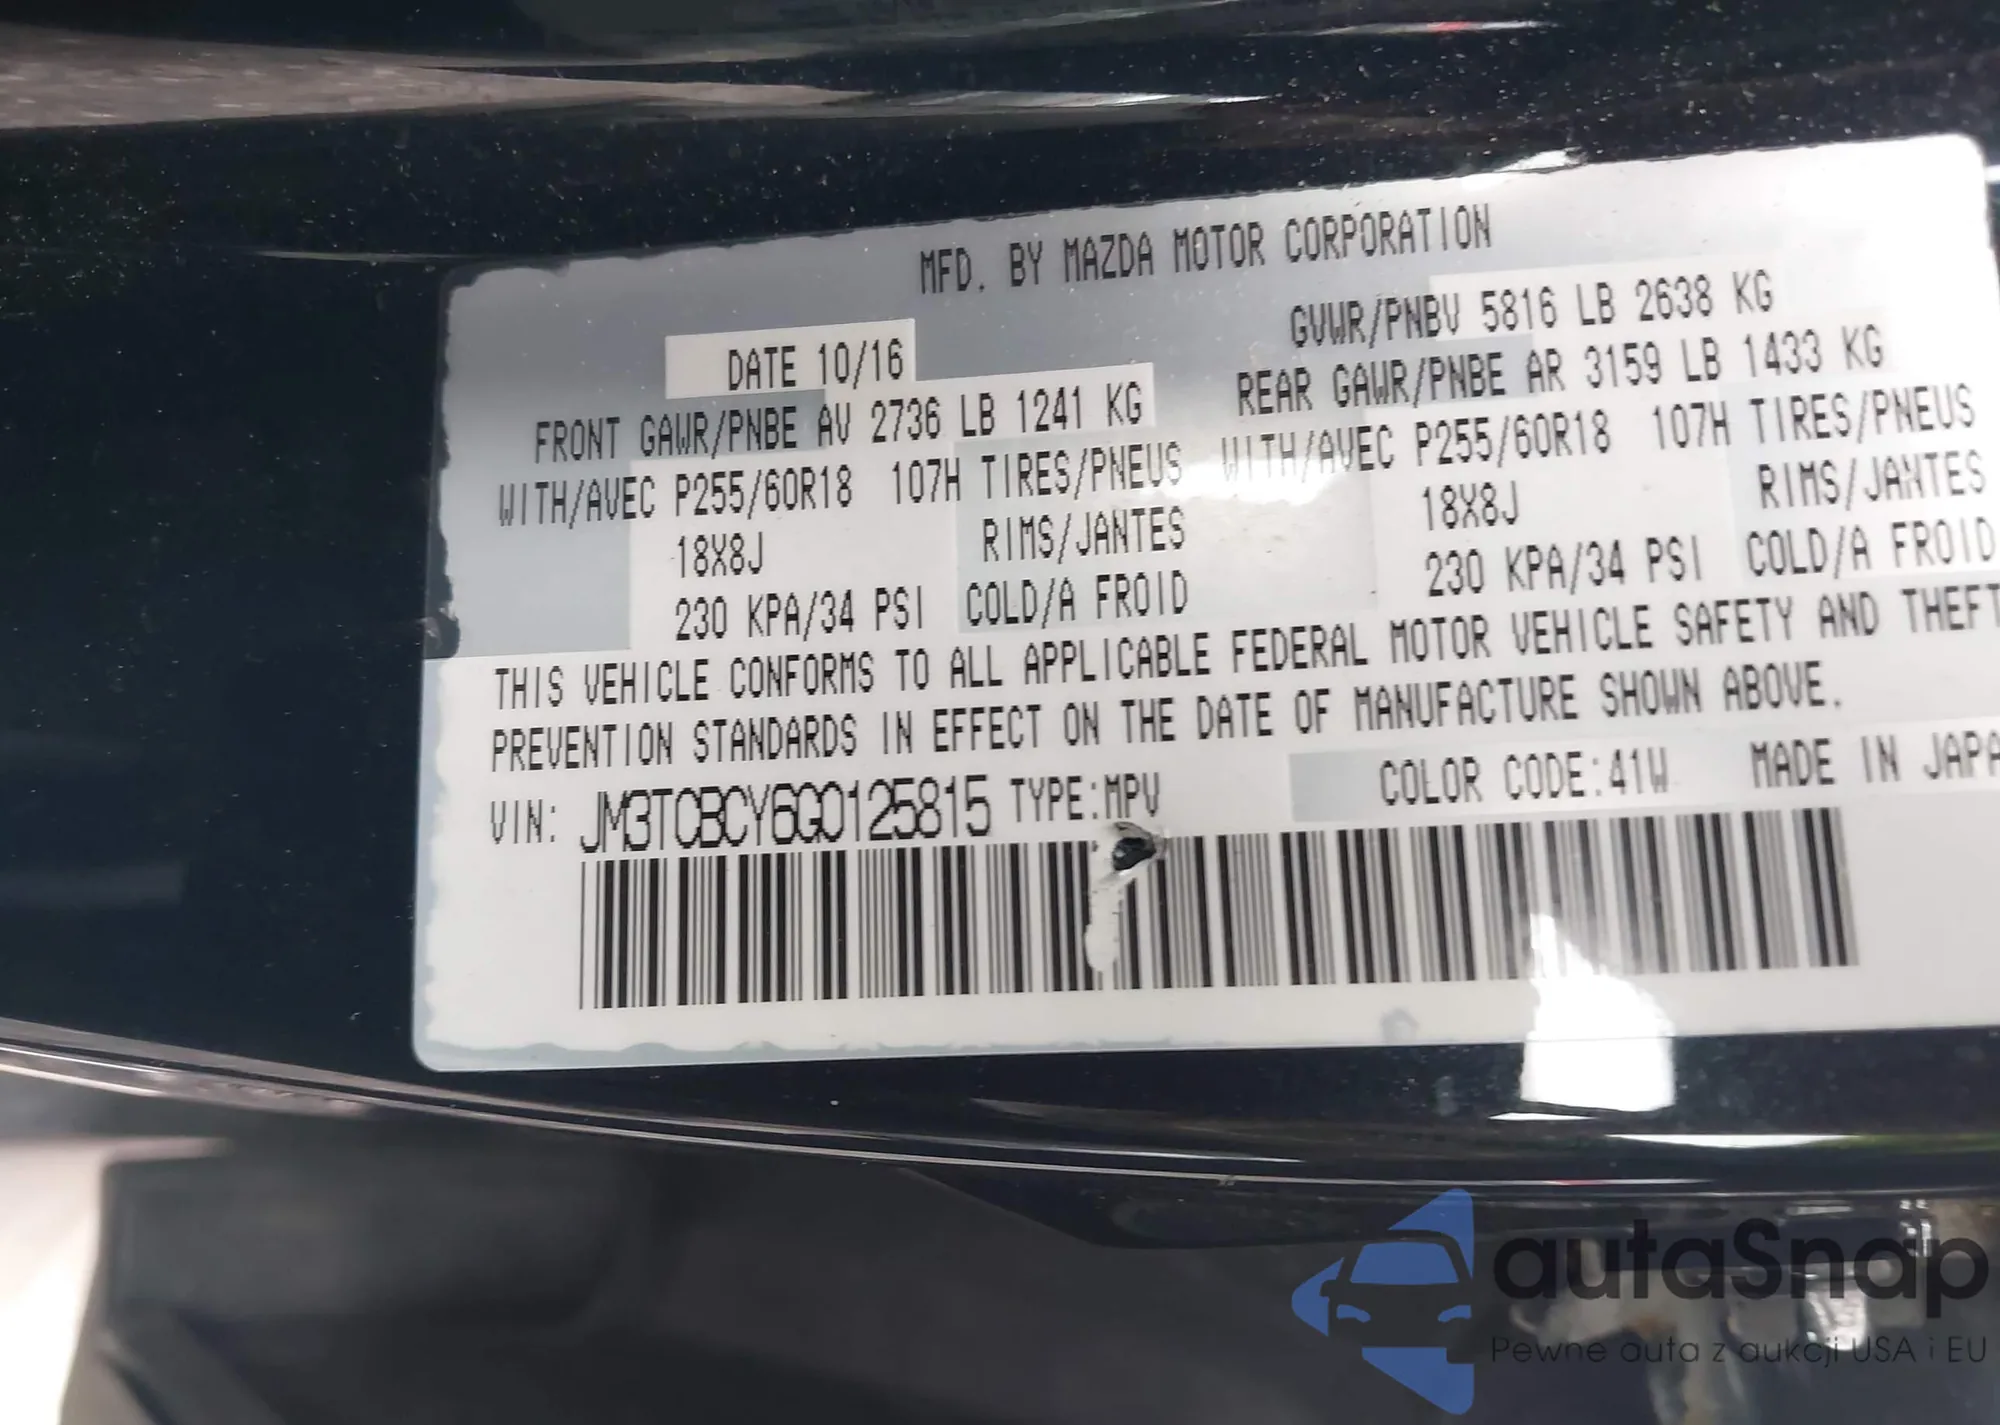 MFD. BY MAZDA MOTOR CORPORATION
DATE 10/16 GVWR/PNBV 5816 LB 2638 KG
FRONT GAWR/PNBE AV 2736 LB 1241 KG REAR GAWR/PNBE AR 3159 LB 1433 KG
WITH/AVEC P255/60R18 107H TIRES/PNEUS WITH/AVEC P255/60R18 107H TIRES/PNEUS
18X8J RIMS/JANTES 18X8J RIMS/JANTES
230 KPA/34 PSI COLD/A FROID 230 KPA/34 PSI COLD/A FROID
THIS VEHICLE CONFORMS TO ALL APPLICABLE FEDERAL MOTOR VEHICLE SAFETY AND THEFT
PREVENTION STANDARDS IN EFFECT ON THE DATE OF MANUFACTURE SHOWN ABOVE.
VIN: JM3TCBCY6G0125815 TYPE:MPV COLOR CODE:41W MADE IN JAPA
autaSnap
Pewne auta z aukcji USA i EU